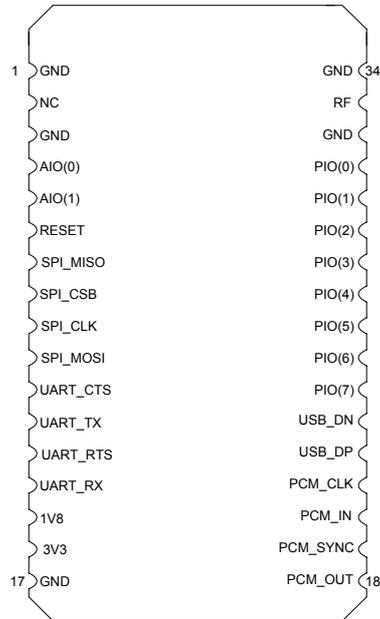 1 GND GND 34
NC RF
GND GND
AIO(0) PIO(0)
AIO(1) PIO(1)
RESET PIO(2)
SPI_MISO PIO(3)
SPI_CSB PIO(4)
SPI_CLK PIO(5)
SPI_MOSI PIO(6)
UART_CTS PIO(7)
UART_TX USB_DN
UART_RTS USB_DP
UART_RX PCM_CLK
1V8 PCM_IN
3V3 PCM_SYNC
17 GND PCM_OUT 18